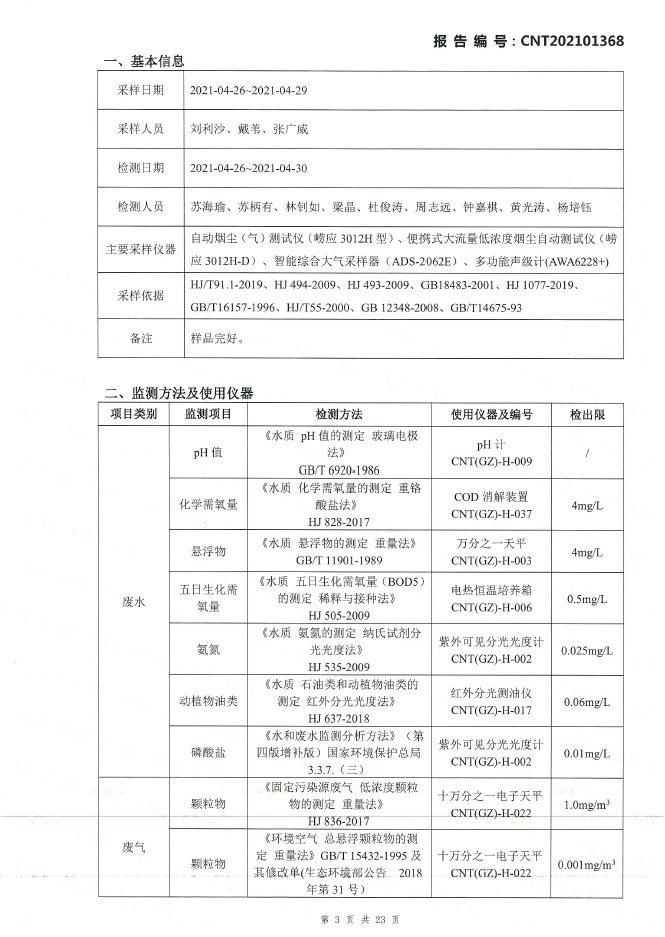 报 告 编 号：CNT202101368
一、基本信息
采样日期
2021-04-26~2021-04-29
采样人员
刘利沙、戴苇、张广威
检测日期
2021-04-26~2021-04-30
检测人员
苏海瑜、苏柄有、林钊如、梁晶、杜俊涛、周志远、钟嘉棋、黄光涛、杨培钰
主要采样仪器
自动烟尘（气）测试仪（崂应 3012H 型）、便携式大流量低浓度烟尘自动测试仪（崂
应 3012H-D）、智能综合大气采样器（ADS-2062E）、多功能声级计(AWA6228+)
采样依据
HJ/T91.1-2019、HJ 494-2009、HJ 493-2009、GB18483-2001、HJ 1077-2019、
GB/T16157-1996、HJ/T55-2000、GB 12348-2008、GB/T14675-93
备注
样品完好。
二、监测方法及使用仪器
项目类别
监测项目
检测方法
使用仪器及编号
检出限
废水
pH 值
《水质 pH 值的测定 玻璃电极
法》
GB/T 6920-1986
pH 计
CNT(GZ)-H-009
/
化学需氧量
《水质 化学需氧量的测定 重铬
酸盐法》
HJ 828-2017
COD 消解装置
CNT(GZ)-H-037
4mg/L
悬浮物
《水质 悬浮物的测定 重量法》
GB/T 11901-1989
万分之一天平
CNT(GZ)-H-003
4mg/L
五日生化需
氧量
《水质 五日生化需氧量（BOD5）
的测定 稀释与接种法》
HJ 505-2009
电热恒温培养箱
CNT(GZ)-H-006
0.5mg/L
氨氮
《水质 氨氮的测定 纳氏试剂分
光光度法》
HJ 535-2009
紫外可见分光光度计
CNT(GZ)-H-002
0.025mg/L
动植物油类
《水质 石油类和动植物油类的
测定 红外分光光度法》
HJ 637-2018
红外分光测油仪
CNT(GZ)-H-017
0.06mg/L
磷酸盐
《水和废水监测分析方法》（第
四版增补版）国家环境保护总局
3.3.7.（三）
紫外可见分光光度计
CNT(GZ)-H-002
0.01mg/L
废气
颗粒物
《固定污染源废气 低浓度颗粒
物的测定 重量法》
HJ 836-2017
十万分之一电子天平
CNT(GZ)-H-022
1.0mg/m³
颗粒物
《环境空气 总悬浮颗粒物的测
定 重量法》GB/T 15432-1995 及
其修改单(生态环境部公告 2018
年第 31 号）
十万分之一电子天平
CNT(GZ)-H-022
0.001mg/m³
第 3 页 共 23 页